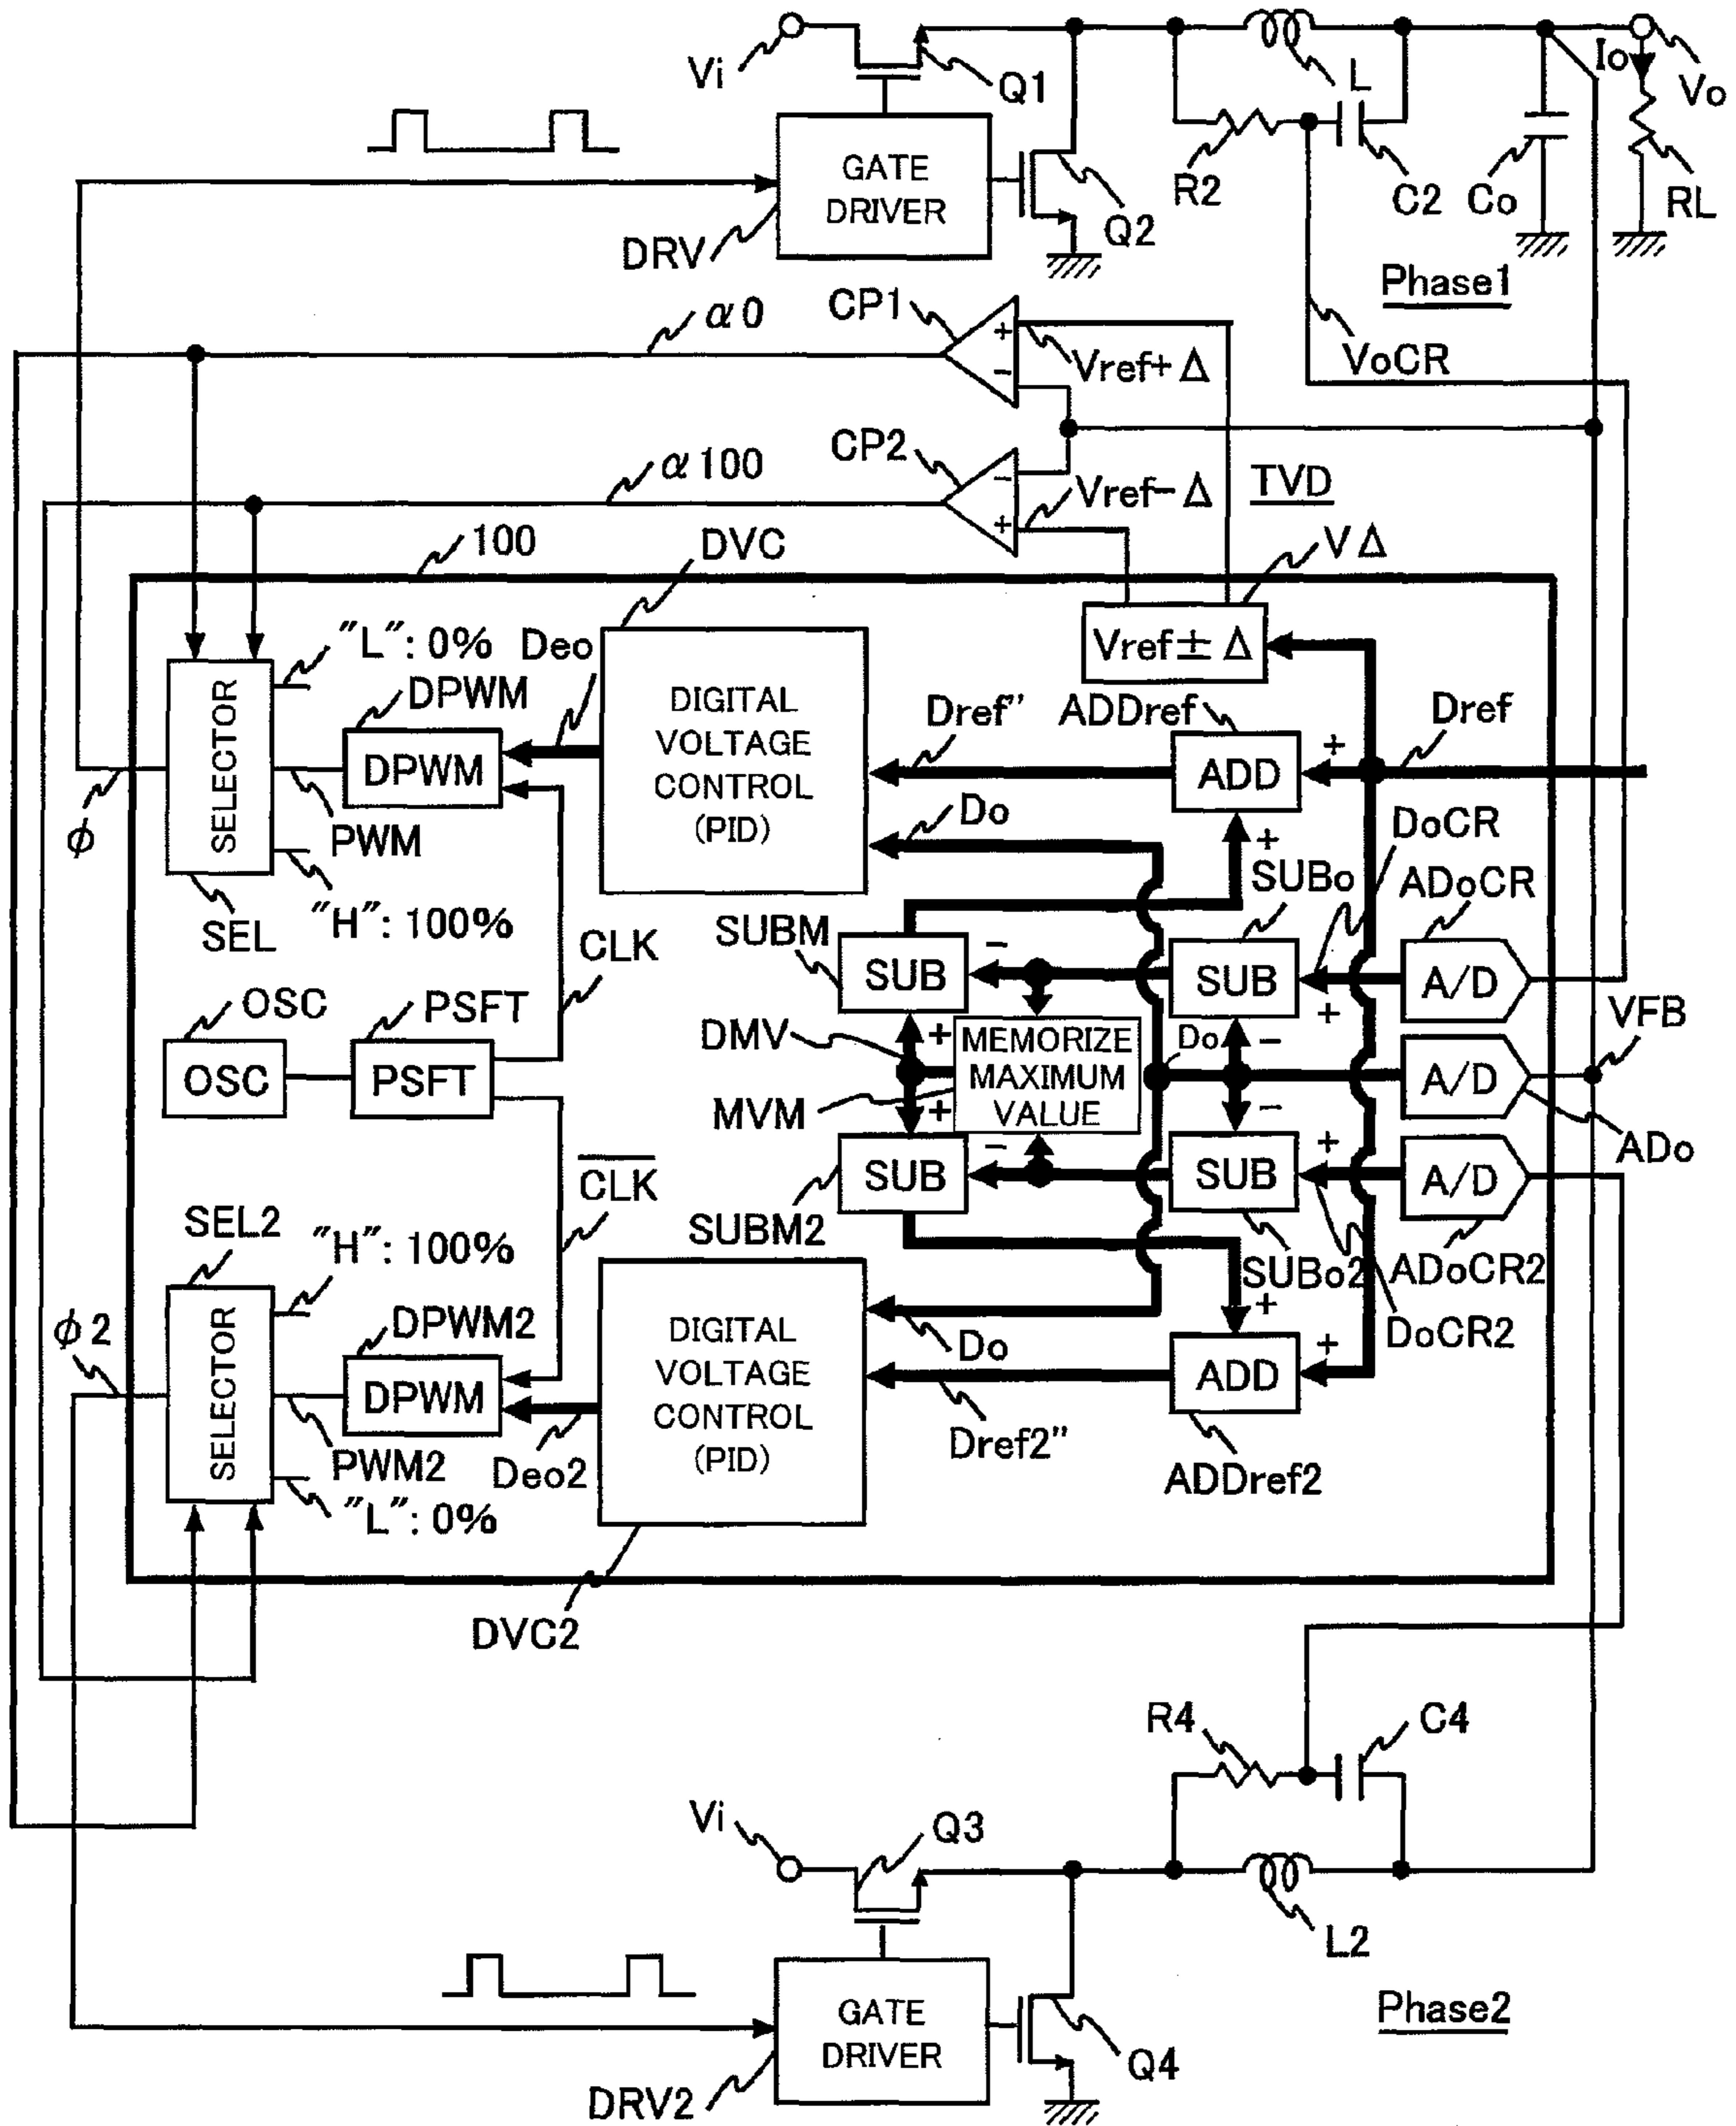 Vi
Q1
L
Io
Vo
GATE
DRIVER
DRV
Q2
R2
C2
Co
RL
Phase1
α0
CP1
+
−
Vref+Δ
VoCR
α100
CP2
−
+
Vref−Δ
TVD
100
DVC
VΔ
"L": 0%
Deo
Vref±Δ
SELECTOR
DPWM
DPWM
DIGITAL
VOLTAGE
CONTROL
(PID)
Dref"
ADDref
Dref
ADD
+
+
φ
PWM
Do
DoCR
SEL
"H": 100%
CLK
SUBM
SUBo
ADoCR
SUB
−
SUB
+
A/D
OSC
PSFT
OSC
PSFT
DMV
+
MEMORIZE
MAXIMUM
VALUE
Do
−
A/D
VFB
MVM
+
−
ADo
C̅L̅K̅
SUB
−
SUB
+
A/D
SEL2
"H": 100%
SUBM2
SUBo2
ADoCR2
SELECTOR
φ2
DPWM2
DPWM
DIGITAL
VOLTAGE
CONTROL
(PID)
Do
+
+
DoCR2
ADD
PWM2
Deo2
Dref2"
ADDref2
"L": 0%
DVC2
R4
C4
Vi
Q3
L2
GATE
DRIVER
Q4
DRV2
Phase2